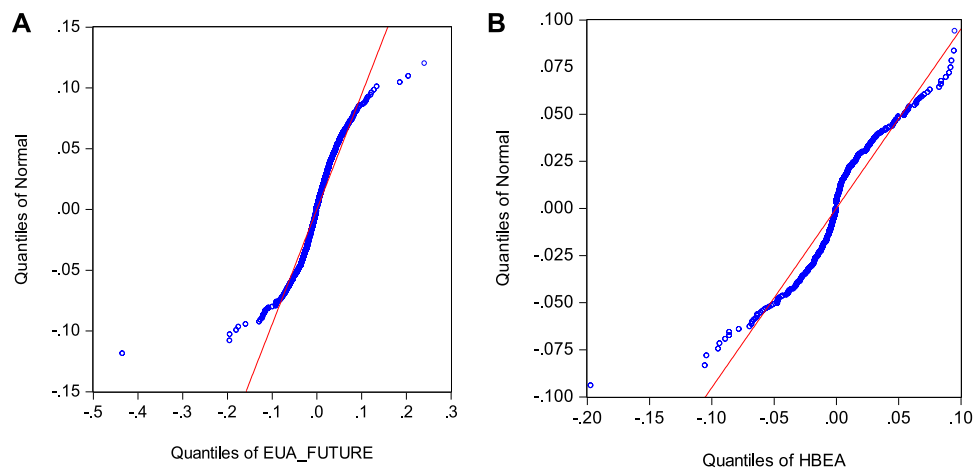 A
.15
.10
.05
.00
-.05
-.10
-.15
Quantiles of Normal
-.5 -.4 -.3 -.2 -.1 .0 .1 .2 .3
Quantiles of EUA_FUTURE
B
.100
.075
.050
.025
.000
-.025
-.050
-.075
-.100
Quantiles of Normal
-.20 -.15 -.10 -.05 .00 .05 .10
Quantiles of HBEA